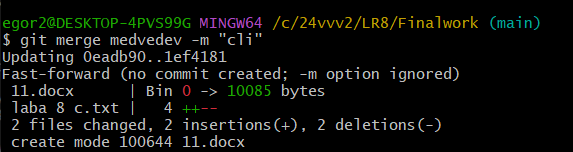 egor2@DESKTOP-4PVS99G MINGW64 /c/24vvv2/LR8/Finalwork (main)
$ git merge medvedev -m "cli"
Updating 0eadb90..1ef4181
Fast-forward (no commit created; -m option ignored)
 11.docx       | Bin 0 -> 10085 bytes
 laba 8 c.txt |   4 ++--
 2 files changed, 2 insertions(+), 2 deletions(-)
 create mode 100644 11.docx